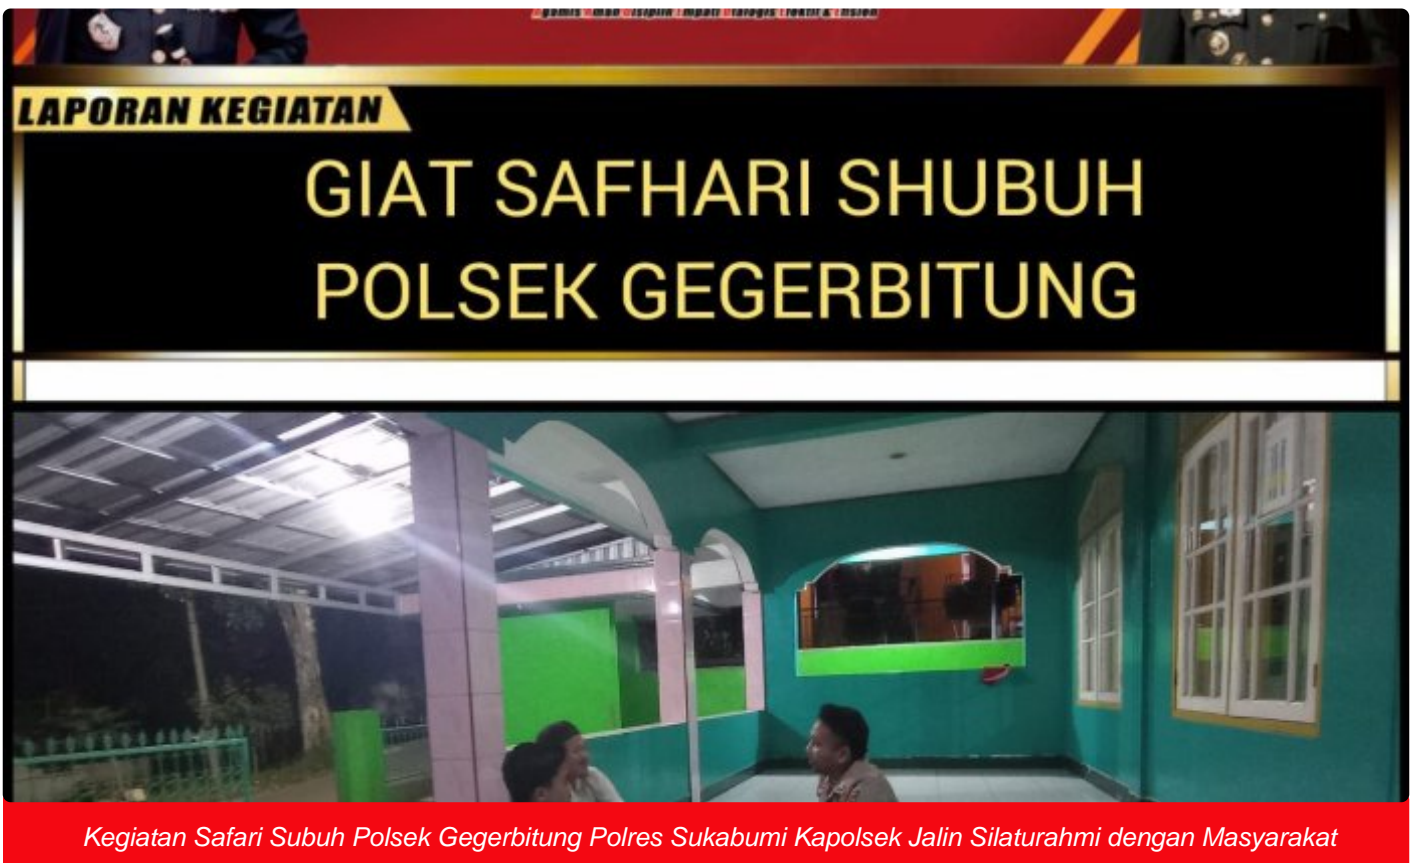 LAPORAN KEGIATAN
GIAT SAFHARI SHUBUH
POLSEK GEGERBITUNG
Kegiatan Safari Subuh Polsek Gegerbitung Polres Sukabumi Kapolsek Jalin Silaturahmi dengan Masyarakat